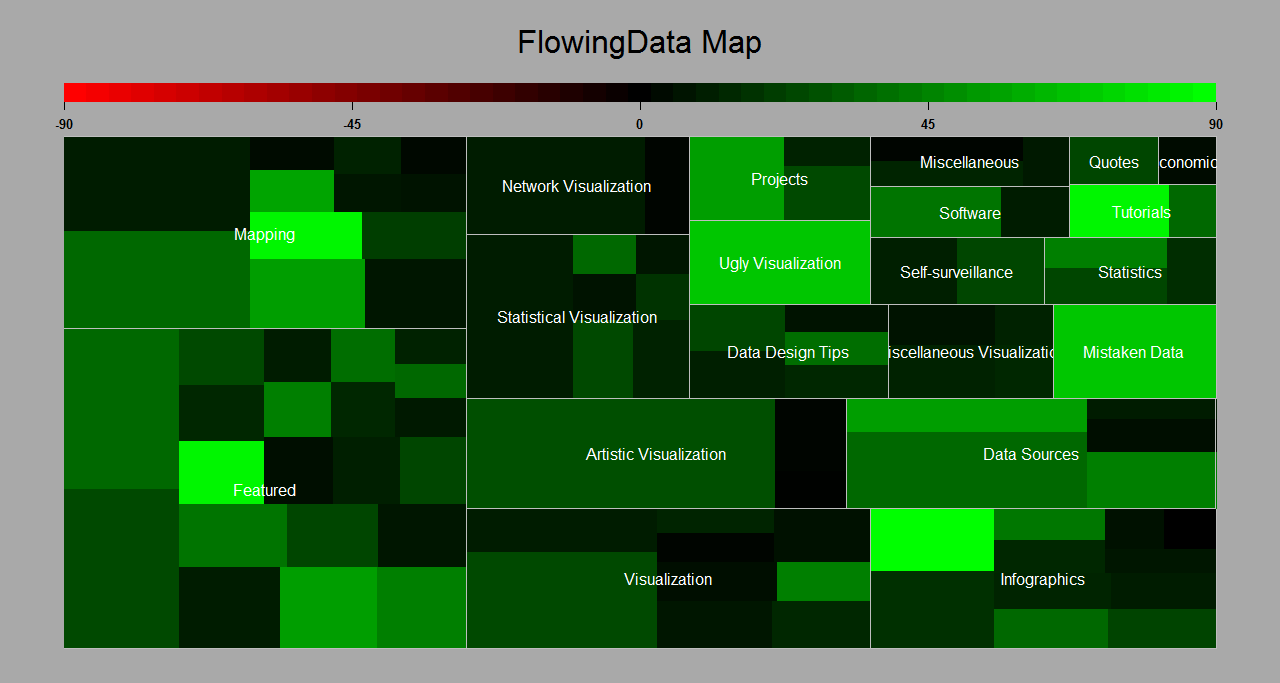 FlowingData Map
-90 -45 0 45 90
Mapping
Network Visualization
Projects
Miscellaneous
Quotes
conomic
Software
Tutorials
Ugly Visualization
Self-surveillance
Statistics
Statistical Visualization
Data Design Tips
iscellaneous Visualizatio
Mistaken Data
Featured
Artistic Visualization
Data Sources
Visualization
Infographics